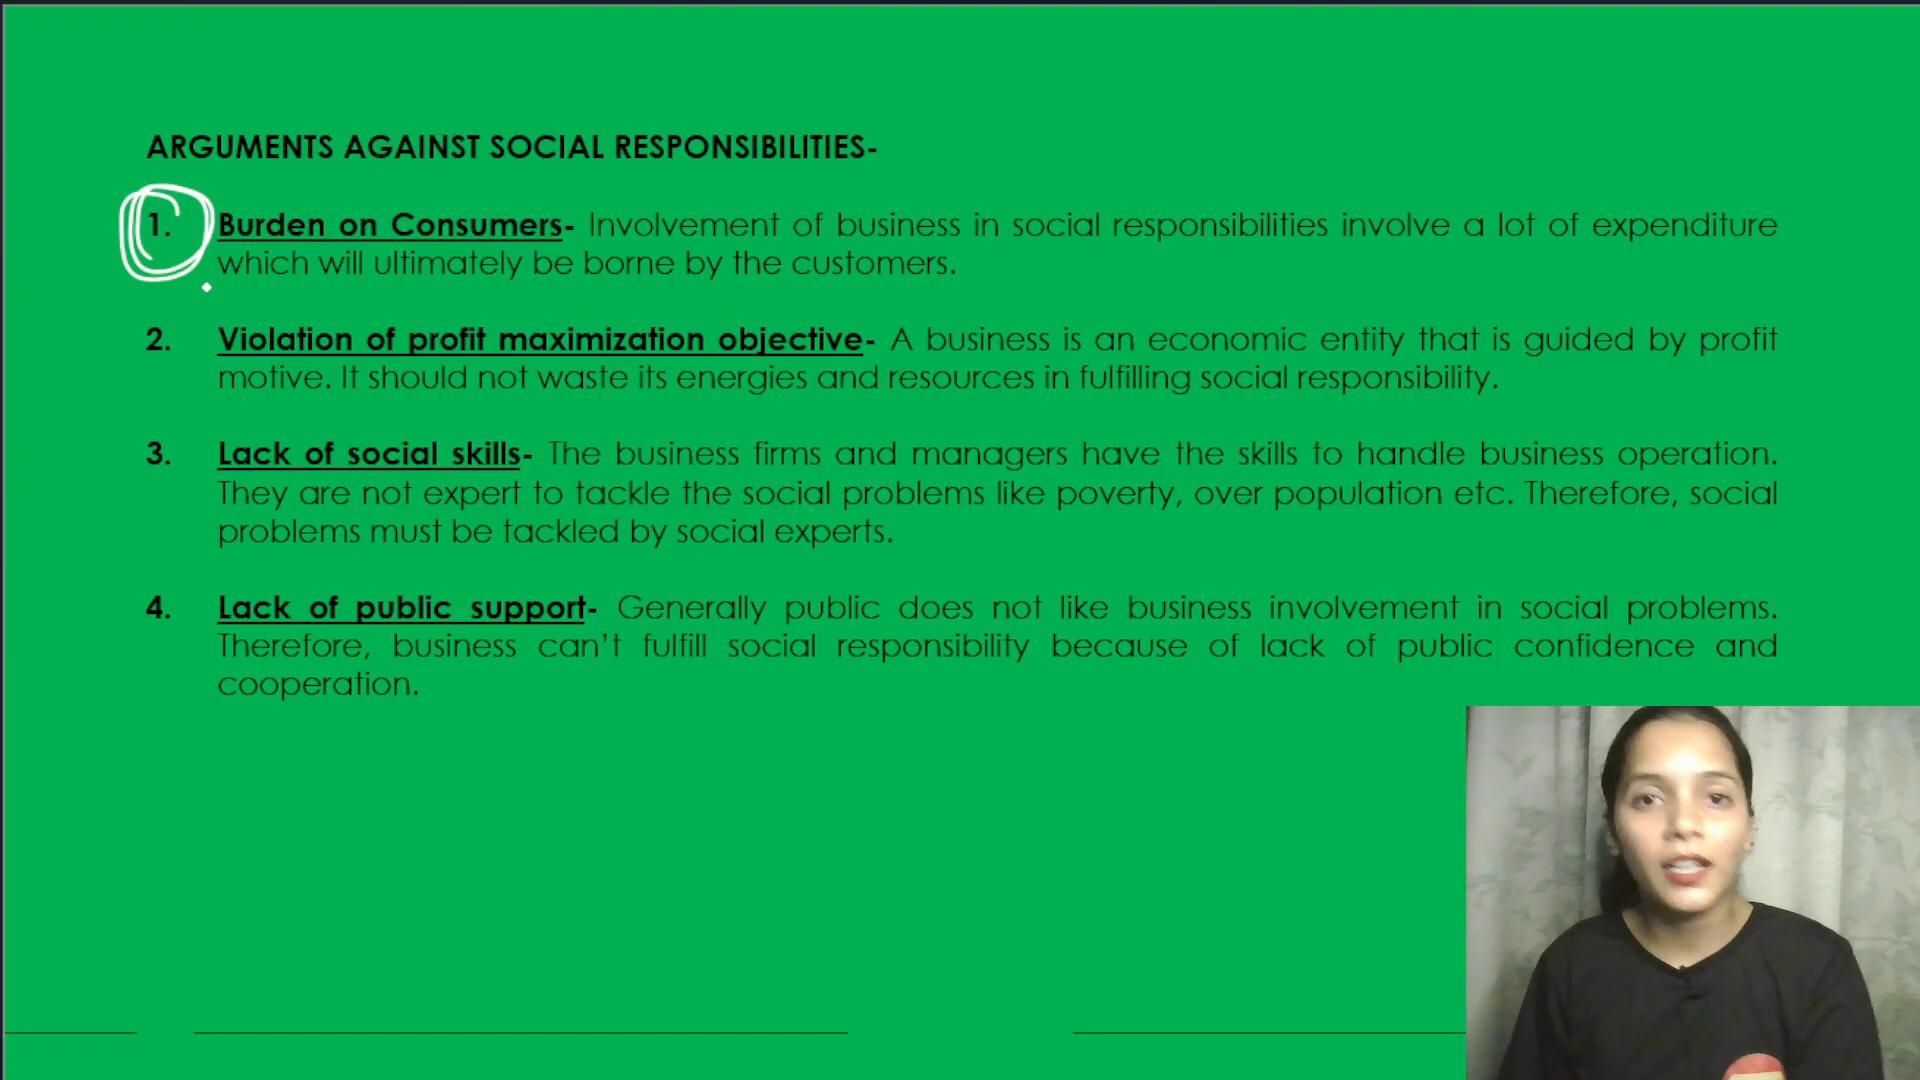 ARGUMENTS AGAINST SOCIAL RESPONSIBILITIES-
1. Burden on Consumers- Involvement of business in social responsibilities involve a lot of expenditure
which will ultimately be borne by the customers.
2. Violation of profit maximization objective- A business is an economic entity that is guided by profit
motive. It should not waste its energies and resources in fulfilling social responsibility.
3. Lack of social skills- The business firms and managers have the skills to handle business operation.
They are not expert to tackle the social problems like poverty, over population etc. Therefore, social
problems must be tackled by social experts.
4. Lack of public support- Generally public does not like business involvement in social problems.
Therefore, business can’t fulfill social responsibility because of lack of public confidence and
cooperation.